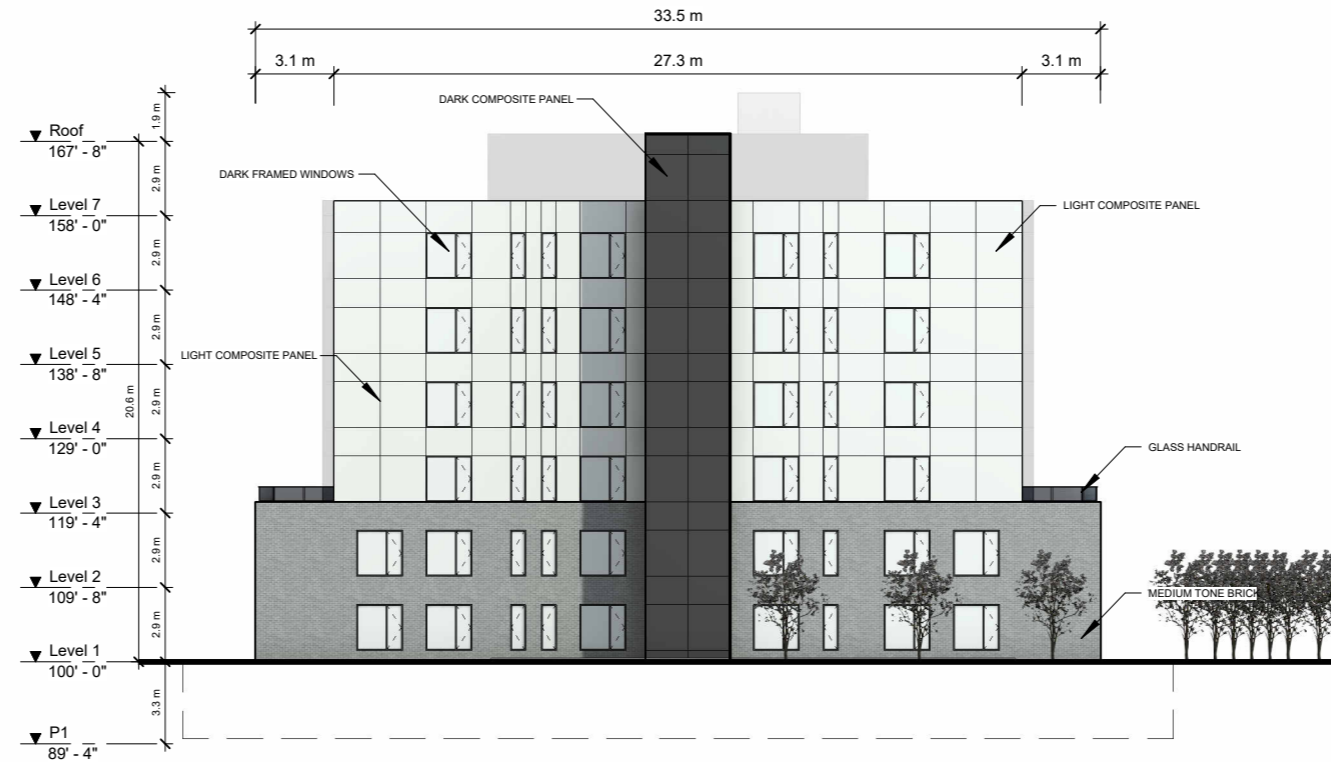 33.5 m
3.1 m
27.3 m
3.1 m
DARK COMPOSITE PANEL
1.9 m
Roof
167' - 8"
2.9 m
DARK FRAMED WINDOWS
Level 7
158' - 0"
LIGHT COMPOSITE PANEL
2.9 m
Level 6
148' - 4"
2.9 m
LIGHT COMPOSITE PANEL
Level 5
138' - 8"
20.6 m
2.9 m
Level 4
129' - 0"
GLASS HANDRAIL
2.9 m
Level 3
119' - 4"
2.9 m
Level 2
109' - 8"
MEDIUM TONE BRICK
2.9 m
Level 1
100' - 0"
3.3 m
P1
89' - 4"